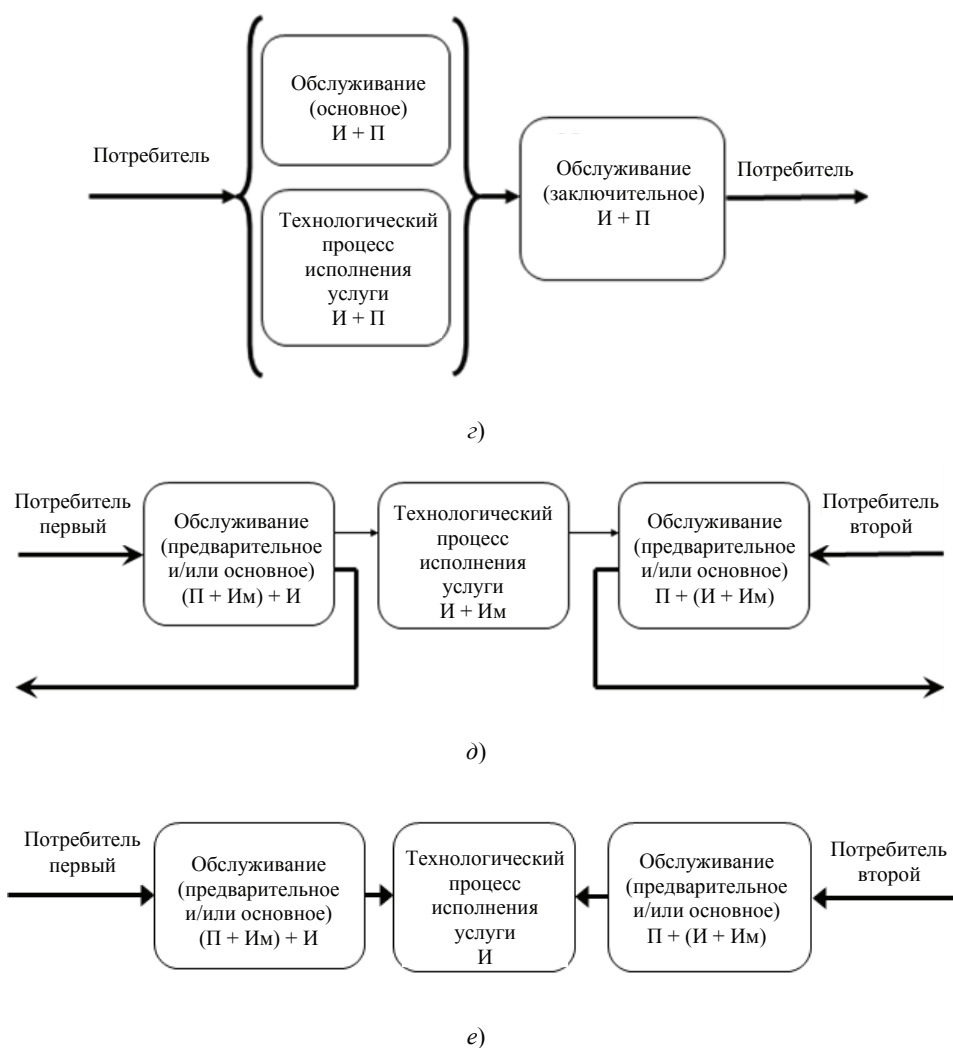 Потребитель
Обслуживание
(основное)
И + П
Технологический
процесс
исполнения
услуги
И + П
Обслуживание
(заключительное)
И + П
Потребитель
г)
Потребитель
первый
Обслуживание
(предварительное
и/или основное)
(П + Им) + И
Технологический
процесс
исполнения
услуги
И + Им
Обслуживание
(предварительное
и/или основное)
П + (И + Им)
Потребитель
второй
д)
Потребитель
первый
Обслуживание
(предварительное
и/или основное)
(П + Им) + И
Технологический
процесс
исполнения
услуги
И
Обслуживание
(предварительное
и/или основное)
П + (И + Им)
Потребитель
второй
е)